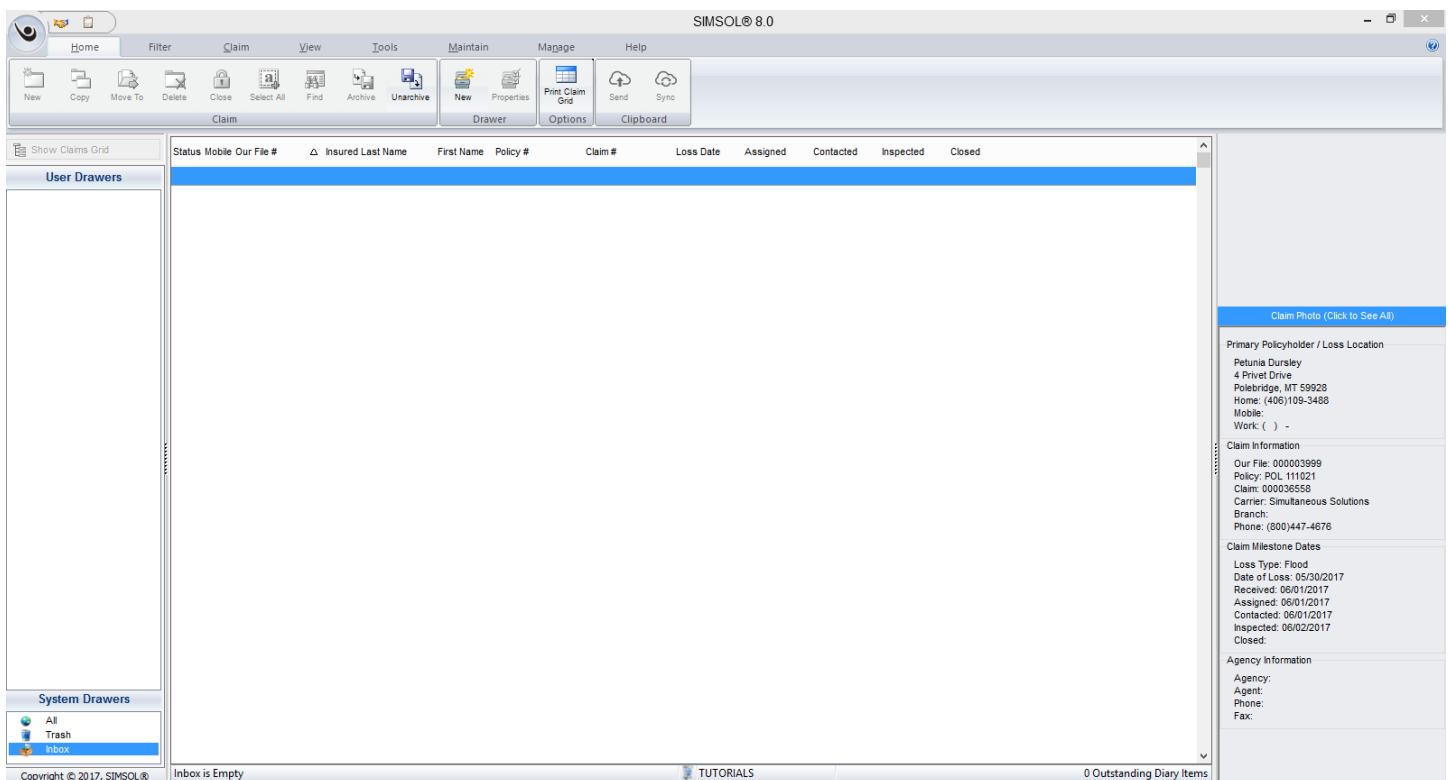 SIMSOL® 8.0
Home Filter Claim View Tools Maintain Manage Help
New Copy Move To Delete Close Select All Find Archive Unarchive New Properties Print Claim Grid Send Sync
Claim Drawer Options Clipboard
Show Claims Grid
User Drawers
Status Mobile Our File # Insured Last Name First Name Policy # Claim # Loss Date Assigned Contacted Inspected Closed
Claim Photo (Click to See All)
Primary Policyholder / Loss Location
Petunia Dursley
4 Privet Drive
Polebridge, MT 59928
Home: (406)109-3488
Mobile:
Work: ( ) -
Claim Information
Our File: 000003999
Policy: POL 111021
Claim: 000036558
Carrier: Simultaneous Solutions
Branch:
Phone: (800)447-4676
Claim Milestone Dates
Loss Type: Flood
Date of Loss: 05/30/2017
Received: 06/01/2017
Assigned: 06/01/2017
Contacted: 06/01/2017
Inspected: 06/02/2017
Closed:
Agency Information
Agency:
Agent:
Phone:
Fax:
System Drawers
All
Trash
Inbox
Copyright © 2017, SIMSOL®
Inbox is Empty
TUTORIALS
0 Outstanding Diary Items